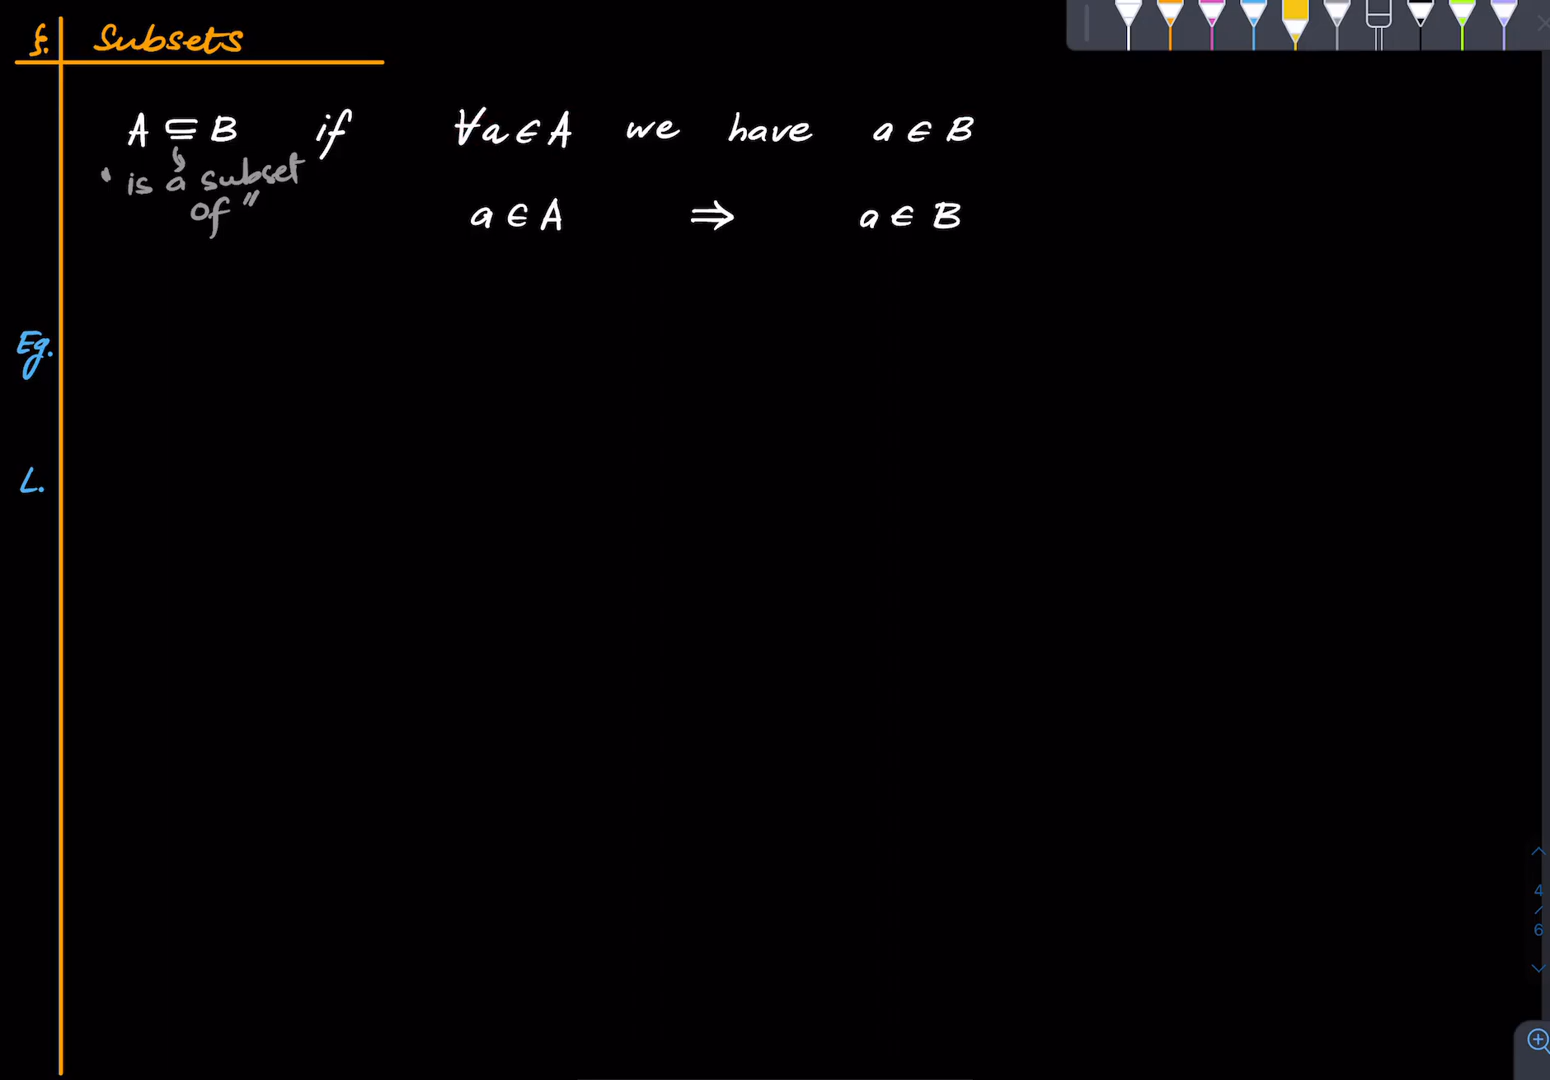 §. Subsets
A ⊆ B if ∀a ∈ A we have a ∈ B
" is a subset
of "
a ∈ A ⇒ a ∈ B
Eg.
L.
4
/
6